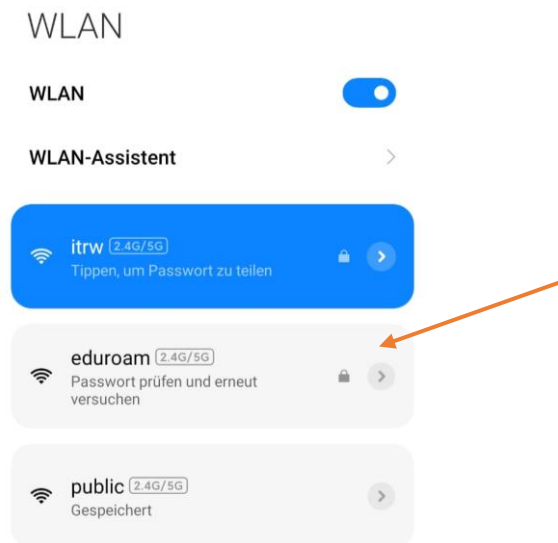 WLAN
WLAN
WLAN-Assistent
itrw 2.4G/5G
Tippen, um Passwort zu teilen
eduroam 2.4G/5G
Passwort prüfen und erneut
versuchen
public 2.4G/5G
Gespeichert